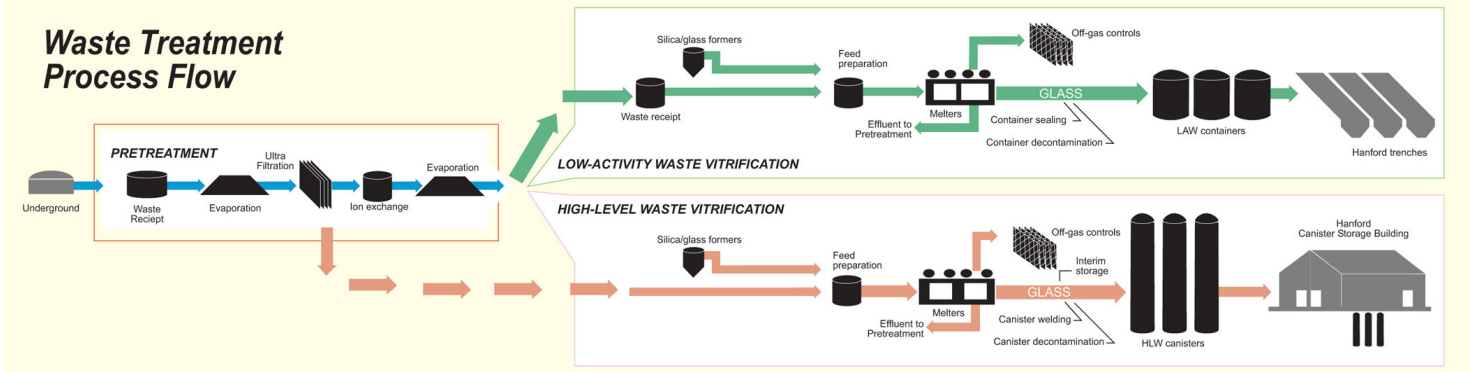 Waste Treatment
Process Flow
PRETREATMENT
Underground
Waste
Reciept
Evaporation
Ultra
Filtration
Ion exchange
Evaporation
LOW-ACTIVITY WASTE VITRIFICATION
Waste receipt
Silica/glass formers
Feed
preparation
Melters
Effluent to
Pretreatment
Off-gas controls
GLASS
Container sealing
Container decontamination
LAW containers
Hanford trenches
HIGH-LEVEL WASTE VITRIFICATION
Silica/glass formers
Feed
preparation
Melters
Effluent to
Pretreatment
Off-gas controls
Interim
storage
GLASS
Canister welding
Canister decontamination
HLW canisters
Hanford
Canister Storage Building